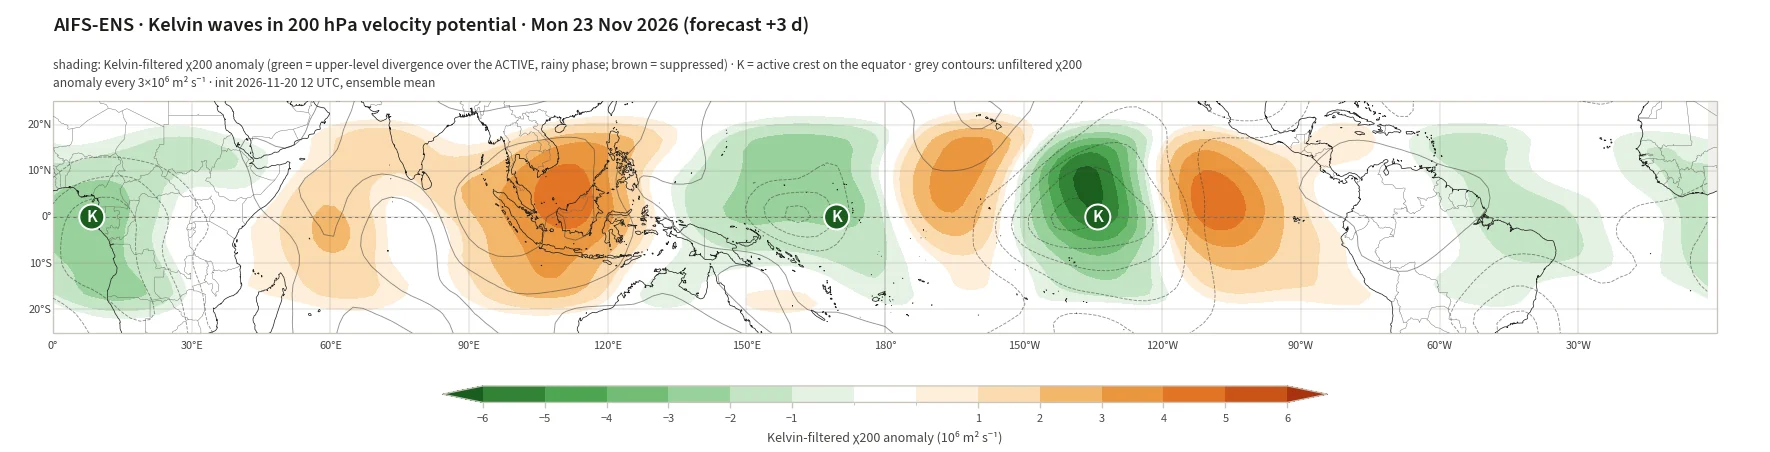 AIFS-ENS · Kelvin waves in 200 hPa velocity potential · Mon 23 Nov 2026 (forecast +3 d)
shading: Kelvin-filtered χ200 anomaly (green = upper-level divergence over the ACTIVE, rainy phase; brown = suppressed) · K = active crest on the equator · grey contours: unfiltered χ200
anomaly every 3×10⁶ m² s⁻¹ · init 2026-11-20 12 UTC, ensemble mean
20°N
10°N
0°
K K K
10°S
20°S
0° 30°E 60°E 90°E 120°E 150°E 180° 150°W 120°W 90°W 60°W 30°W
−6 −5 −4 −3 −2 −1 1 2 3 4 5 6
Kelvin-filtered χ200 anomaly (10⁶ m² s⁻¹)